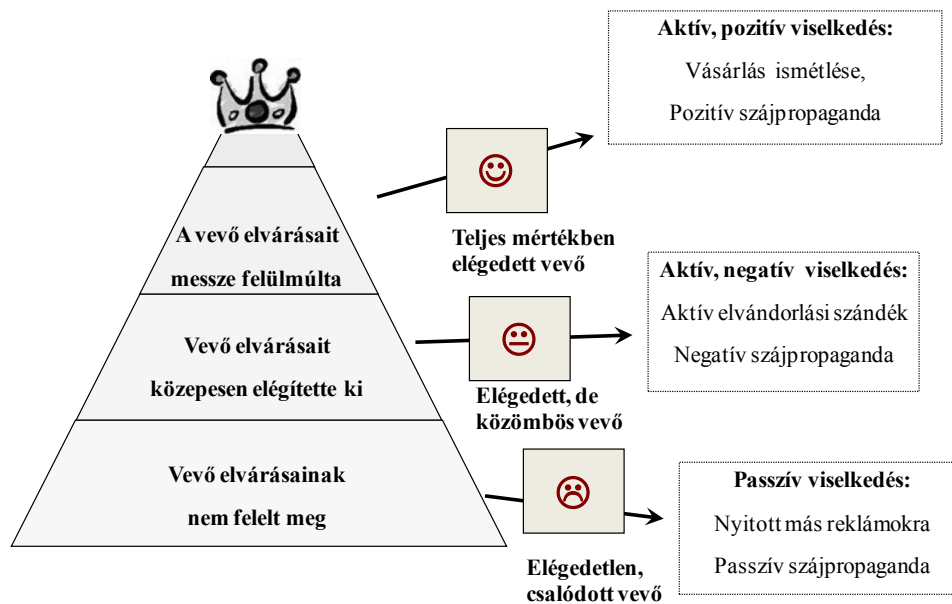 Aktív, pozitív viselkedés:
Vásárlás ismétlése,
Pozitív szájpropaganda
A vevő elvárásait
messze felülmúlta
Teljes mértékben
elégedett vevő
Aktív, negatív viselkedés:
Aktív elvándorlási szándék
Negatív szájpropaganda
Vevő elvárásait
közepesen elégítette ki
Elégedett, de
közömbös vevő
Vevő elvárásainak
nem felelt meg
Passzív viselkedés:
Nyitott más reklámokra
Passzív szájpropaganda
Elégedetlen,
csalódott vevő